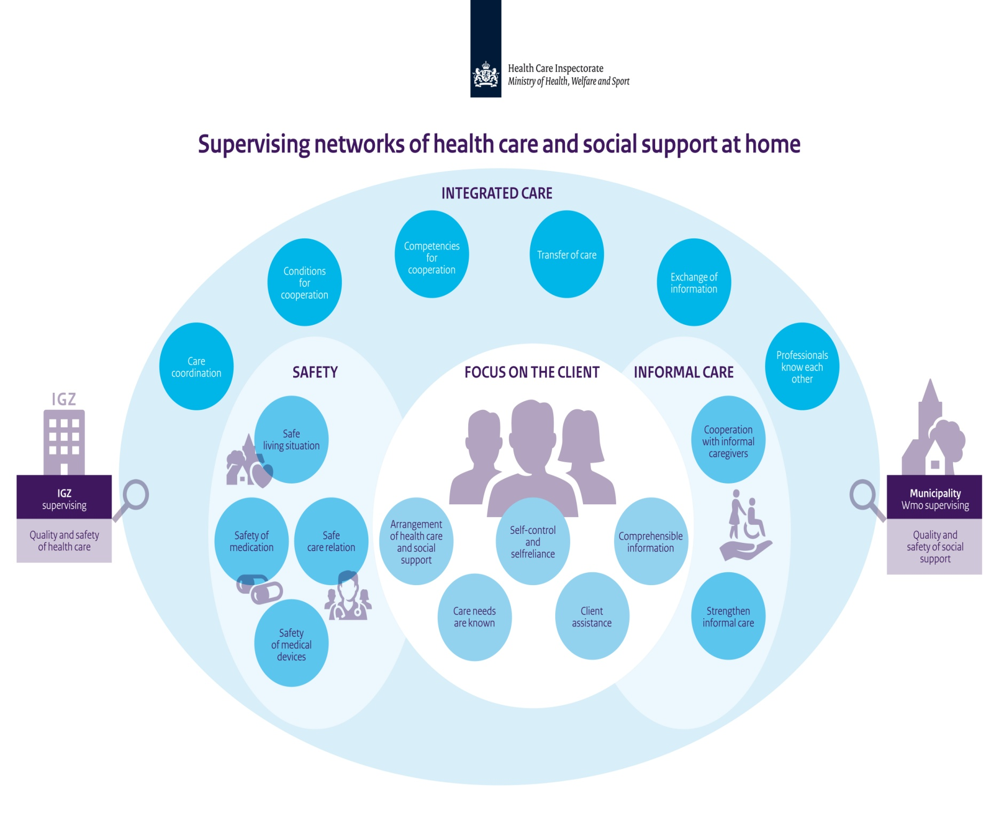 Health Care Inspectorate
Ministry of Health, Welfare and Sport
Supervising networks of health care and social support at home
INTEGRATED CARE
Care
coordination
Conditions
for
cooperation
Competencies
for
cooperation
Transfer of care
Exchange of
information
Professionals
know each
other
SAFETY
Safe
living situation
Safety of
medication
Safe
care relation
Safety
of medical
devices
FOCUS ON THE CLIENT
Arrangement
of health care
and social
support
Self-control
and
selfreliance
Comprehensible
information
Care needs
are known
Client
assistance
INFORMAL CARE
Cooperation
with informal
caregivers
Strengthen
informal care
IGZ
IGZ
supervising
Quality and safety
of health care
Municipality
Wmo supervising
Quality and
safety of social
support